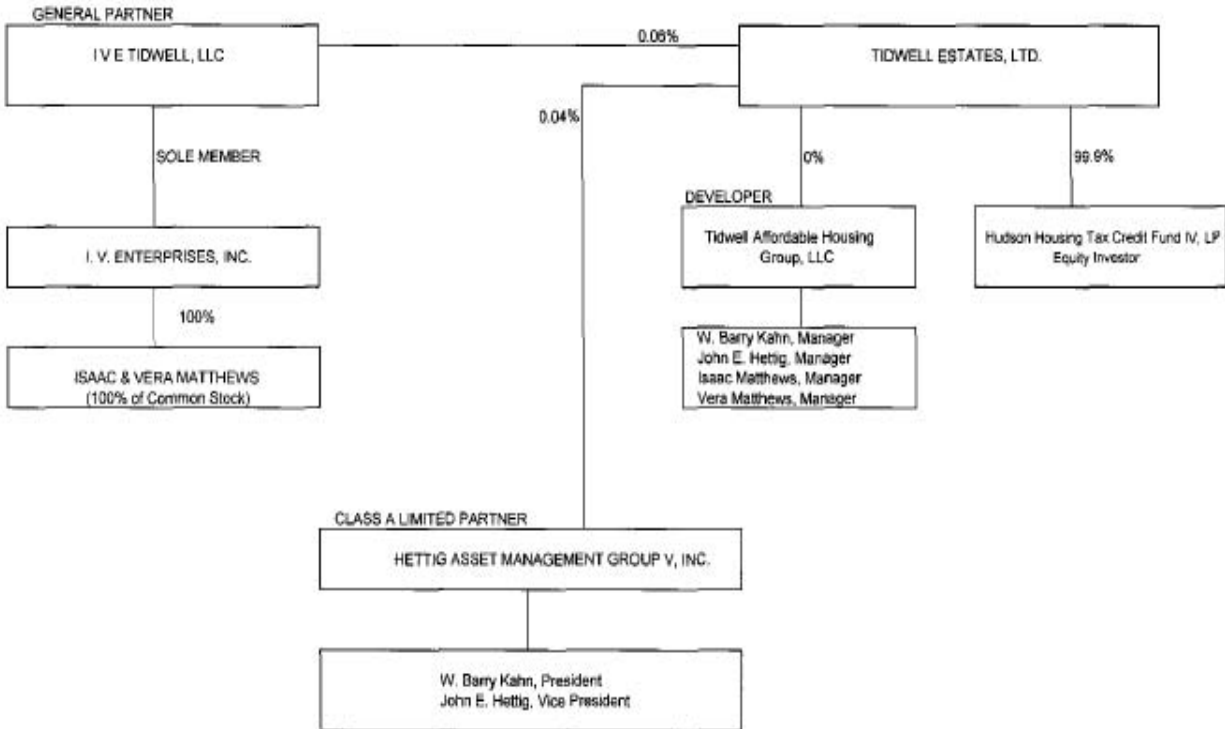 GENERAL PARTNER
I V E TIDWELL, LLC
0.06%
TIDWELL ESTATES, LTD.
0.04%
SOLE MEMBER
0%
99.9%
DEVELOPER
Tidwell Affordable Housing
Group, LLC
Hudson Housing Tax Credit Fund IV, LP
Equity Investor
I. V. ENTERPRISES, INC.
100%
W. Barry Kahn, Manager
John E. Hettig, Manager
Isaac Matthews, Manager
Vera Matthews, Manager
ISAAC & VERA MATTHEWS
(100% of Common Stock)
CLASS A LIMITED PARTNER
HETTIG ASSET MANAGEMENT GROUP V, INC.
W. Barry Kahn, President
John E. Hettig, Vice President